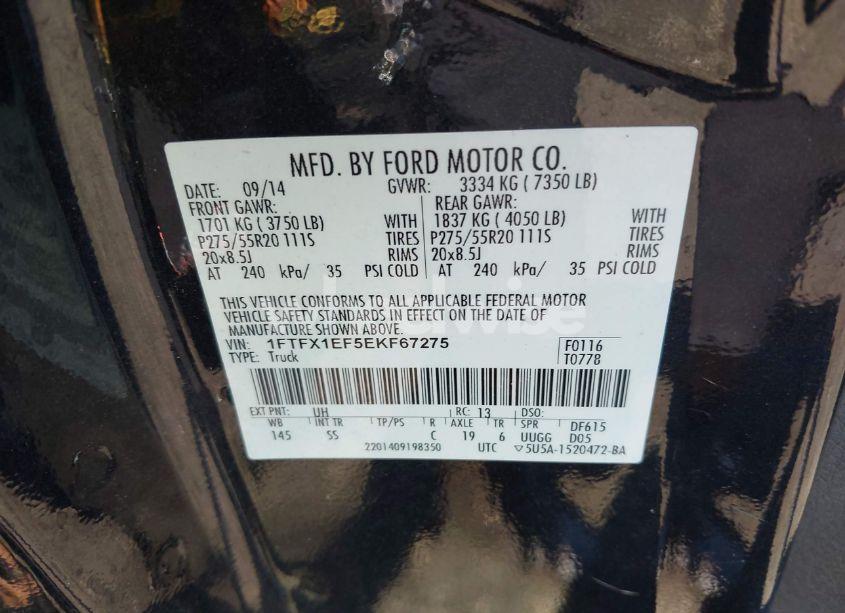 MFD. BY FORD MOTOR CO.
DATE: 09/14 GVWR: 3334 KG ( 7350 LB)
FRONT GAWR: REAR GAWR:
1701 KG ( 3750 LB) WITH 1837 KG ( 4050 LB) WITH
P275/55R20 111S TIRES P275/55R20 111S TIRES
20x8.5J RIMS 20x8.5J RIMS
AT 240 kPa/ 35 PSI COLD AT 240 kPa/ 35 PSI COLD
THIS VEHICLE CONFORMS TO ALL APPLICABLE FEDERAL MOTOR
VEHICLE SAFETY STANDARDS IN EFFECT ON THE DATE OF
MANUFACTURE SHOWN ABOVE.
VIN: 1FTFX1EF5EKF67275 F0116
TYPE: Truck T0778
EXT PNT: UH RC: 13 DSO:
WB INT TR TP/PS R AXLE TR SPR DF615
145 SS C 19 6 UUGG D05
2201409198350 UTC ▽5U5A-1520472-BA